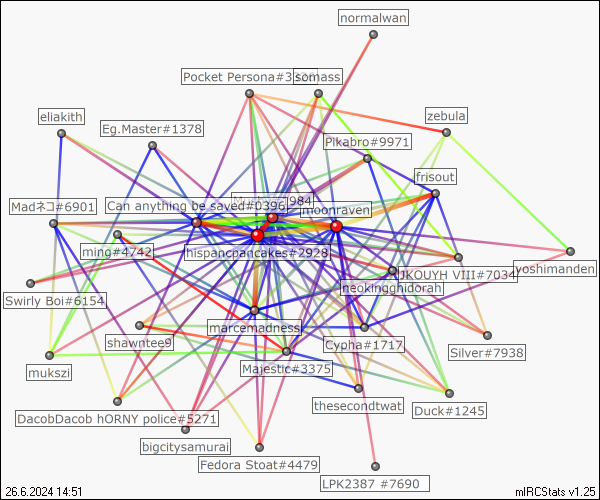 normalwan
Pocket Persona#3
somass
eliakith
Eg.Master#1378
zebula
Pikabro#9971
frisout
Madネコ#6901
Can anything be saved#0396
984
moonraven
ming#4742
hispancpancakes#2928
JKOUYH VIII#7034
yoshimanden
neokingghidorah
Swirly Boi#6154
marcemadness
shawntee9
Cypha#1717
Silver#7938
mukszi
Majestic#3375
thesecondtwat
Duck#1245
DacobDacob hORNY police#5271
bigcitysamurai
Fedora Stoat#4479
LPK2387 #7690
26.6.2024 14:51
mIRCStats v1.25